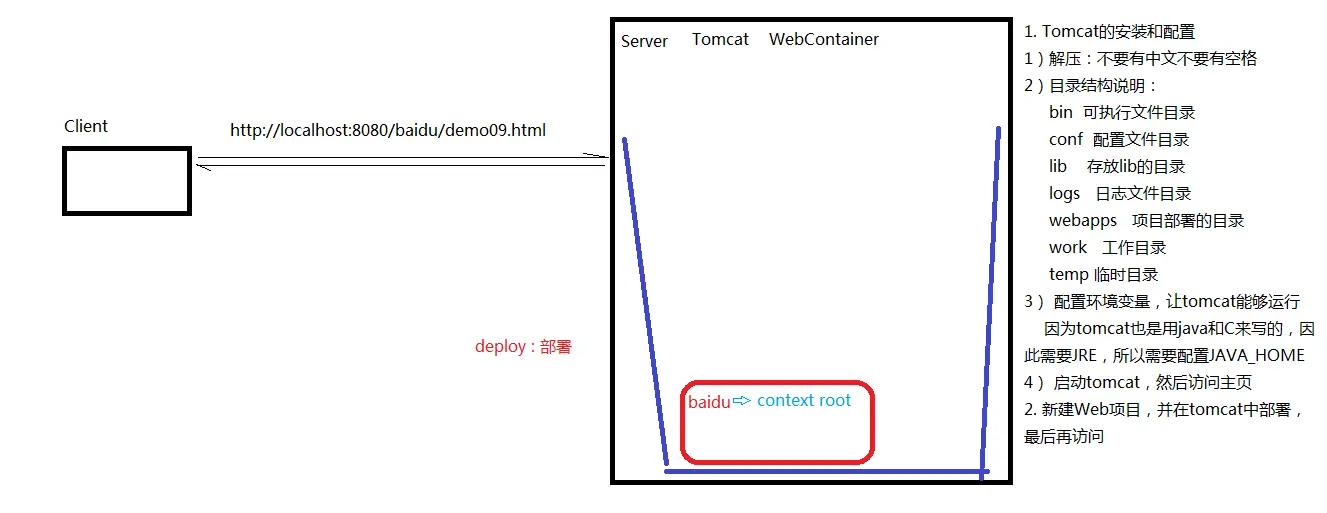 Server Tomcat WebContainer
Client
http://localhost:8080/baidu/demo09.html
deploy : 部署
baidu context root
1. Tomcat的安装和配置
1）解压：不要有中文不要有空格
2）目录结构说明：
bin 可执行文件目录
conf 配置文件目录
lib 存放lib的目录
logs 日志文件目录
webapps 项目部署的目录
work 工作目录
temp 临时目录
3） 配置环境变量，让tomcat能够运行
因为tomcat也是用java和C来写的，因
此需要JRE，所以需要配置JAVA_HOME
4） 启动tomcat，然后访问主页
2. 新建Web项目，并在tomcat中部署，
最后再访问